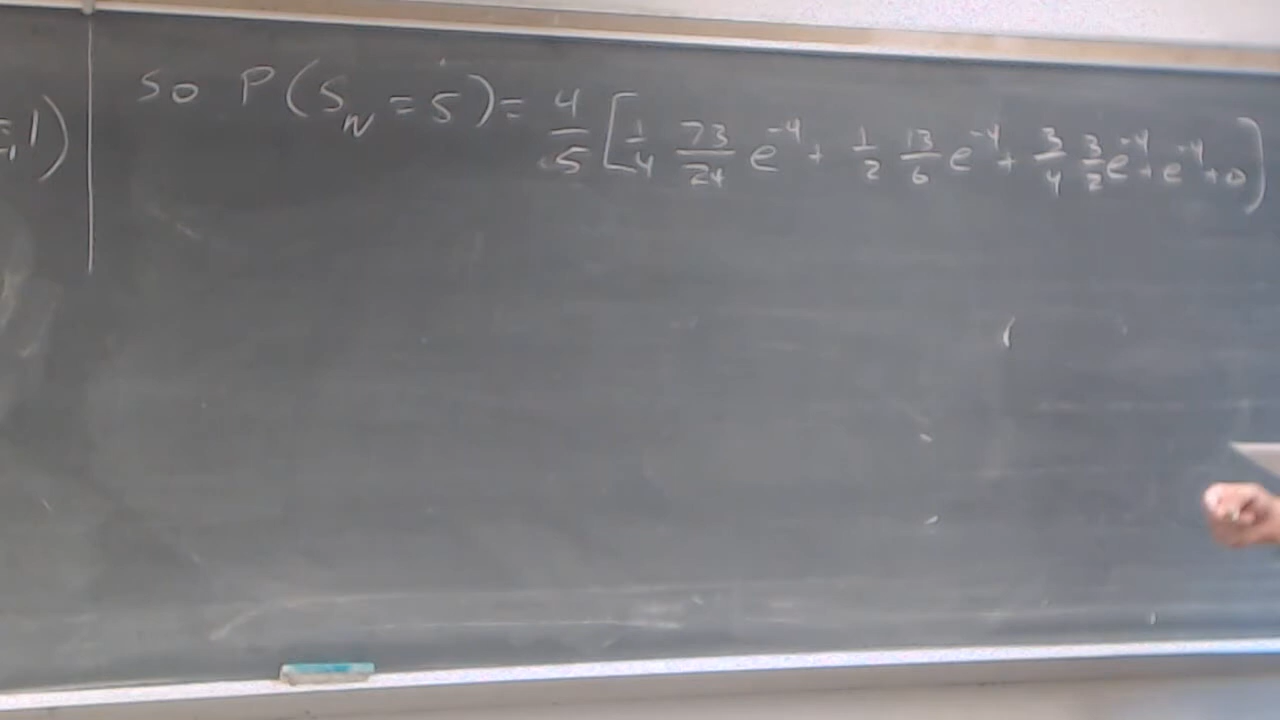 =1)
so P(S_N = 5) = 4/5 [1/4 73/24 e^-4 + 1/2 13/6 e^-4 + 3/4 3/2 e^-4 + e^-4 + 0]